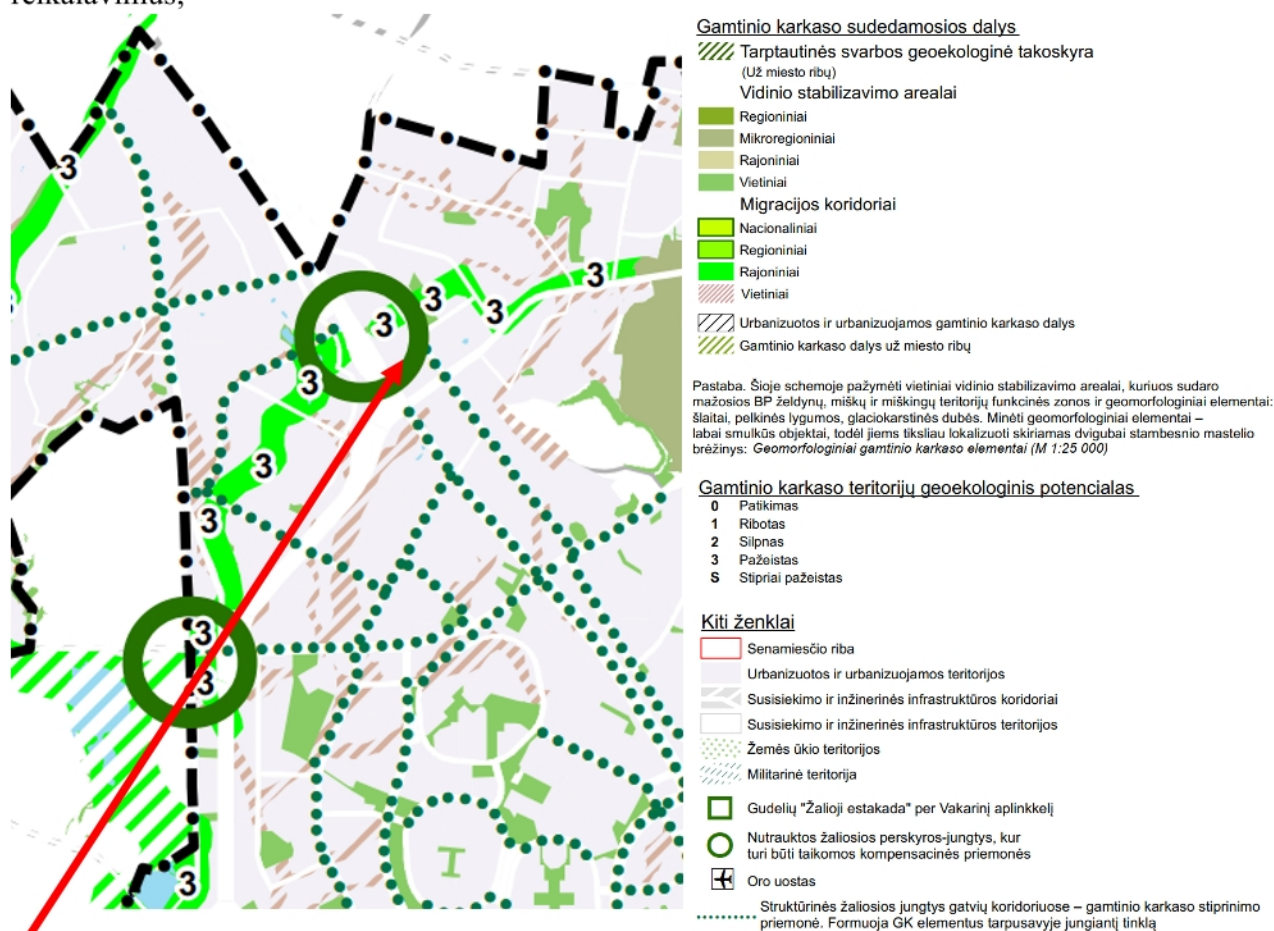 reikalavimus;
Gamtinio karkaso sudedamosios dalys
Tarptautinės svarbos geoekologinė takoskyra
(Už miesto ribų)
Vidinio stabilizavimo arealai
Regioniniai
Mikroregioniniai
Rajoniniai
Vietiniai
Migracijos koridoriai
Nacionaliniai
Regioniniai
Rajoniniai
Vietiniai
Urbanizuotos ir urbanizuojamos gamtinio karkaso dalys
Gamtinio karkaso dalys už miesto ribų
Pastaba. Šioje schemoje pažymėti vietiniai vidinio stabilizavimo arealai, kuriuos sudaro
mažosios BP želdynų, miškų ir miškingų teritorijų funkcinės zonos ir geomorfologiniai elementai:
šlaitai, pelkinės lygumos, glaciokarstinės dubės. Minėti geomorfologiniai elementai –
labai smulkūs objektai, todėl jiems tiksliau lokalizuoti skiriamas dvigubai stambesnio mastelio
brėžinys: Geomorfologiniai gamtinio karkaso elementai (M 1:25 000)
Gamtinio karkaso teritorijų geoekologinis potencialas
0 Patikimas
1 Ribotas
2 Silpnas
3 Pažeistas
S Stipriai pažeistas
Kiti ženklai
Senamiesčio riba
Urbanizuotos ir urbanizuojamos teritorijos
Susisiekimo ir inžinerinės infrastruktūros koridoriai
Susisiekimo ir inžinerinės infrastruktūros teritorijos
Žemės ūkio teritorijos
Militarinė teritorija
Gudelių "Žalioji estakada" per Vakarinį aplinkkelį
Nutrauktos žaliosios perskyros-jungtys, kur
turi būti taikomos kompensacinės priemonės
Oro uostas
Struktūrinės žaliosios jungtys gatvių koridoriuose – gamtinio karkaso stiprinimo
priemonė. Formuoja GK elementus tarpusavyje jungiantį tinklą
3
3
3
3
3
3
3
3
3
3
3